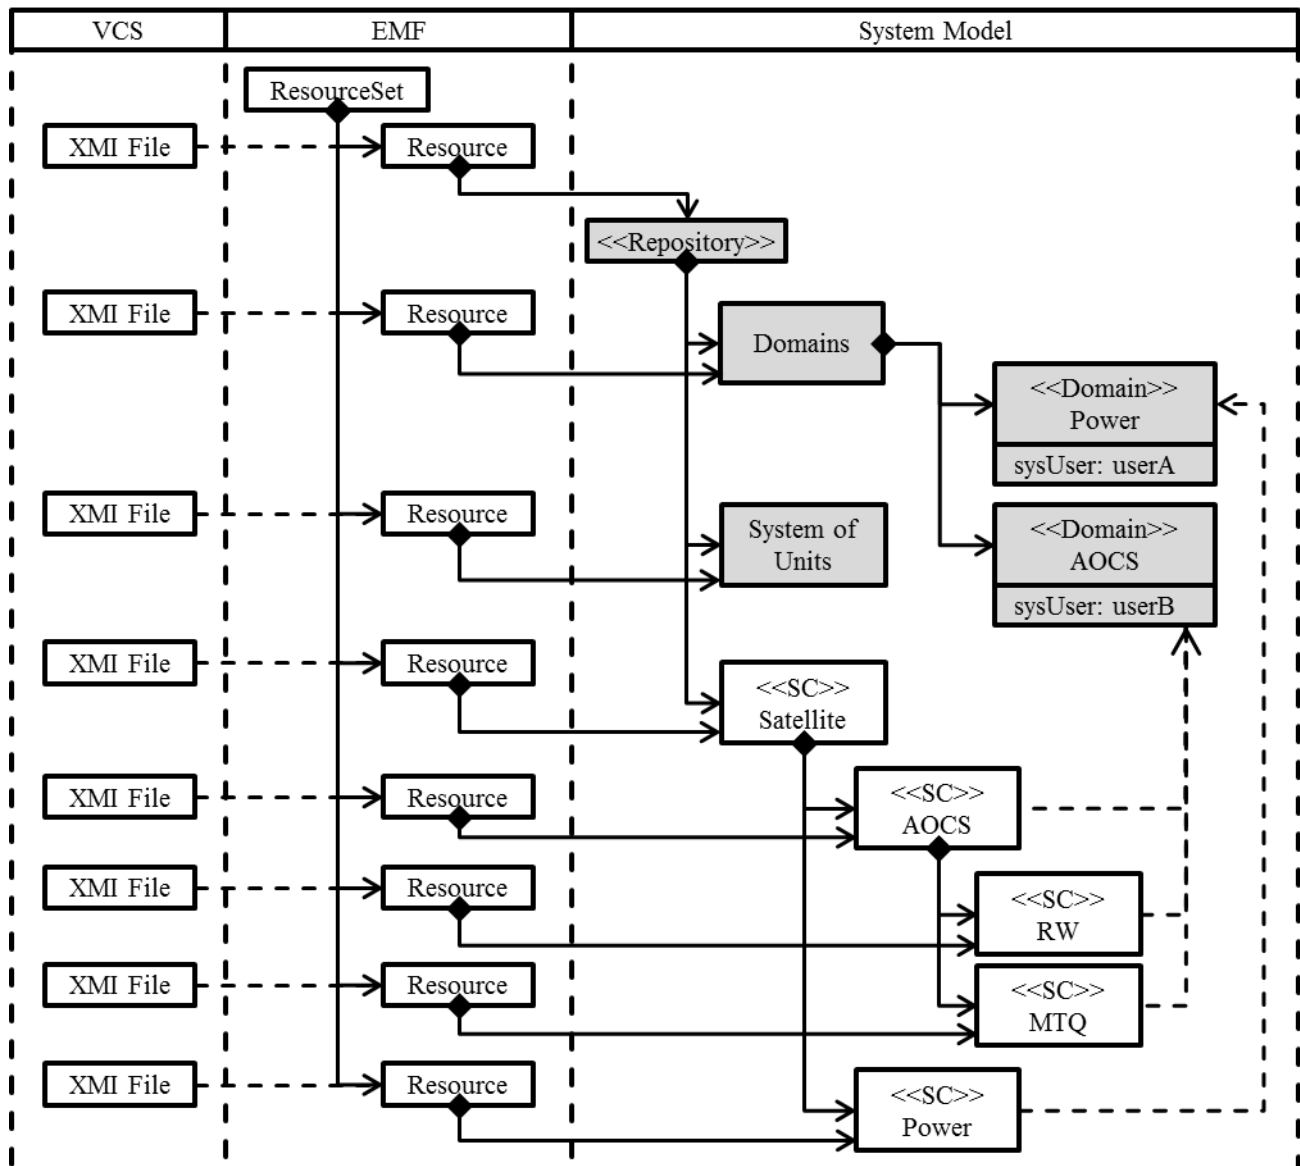 VCS
EMF
System Model
ResourceSet
XMI File
Resource
<<Repository>>
XMI File
Resource
Domains
<<Domain>>
Power
sysUser: userA
XMI File
Resource
System of
Units
<<Domain>>
AOCS
sysUser: userB
XMI File
Resource
<<SC>>
Satellite
XMI File
Resource
<<SC>>
AOCS
XMI File
Resource
<<SC>>
RW
XMI File
Resource
<<SC>>
MTQ
XMI File
Resource
<<SC>>
Power